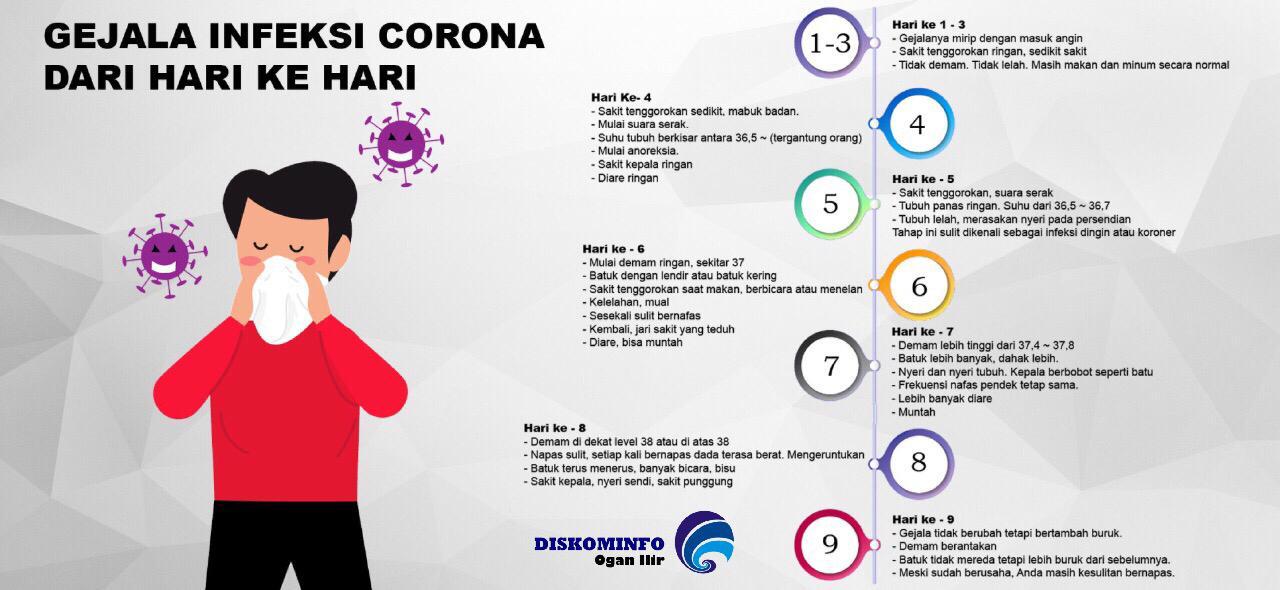 GEJALA INFEKSI CORONA
DARI HARI KE HARI
1-3
Hari ke 1 - 3
- Gejalanya mirip dengan masuk angin
- Sakit tenggorokan ringan, sedikit sakit
- Tidak demam. Tidak lelah. Masih makan dan minum secara normal
Hari Ke- 4
- Sakit tenggorokan sedikit, mabuk badan.
- Mulai suara serak.
- Suhu tubuh berkisar antara 36,5 ~ (tergantung orang)
- Mulai anoreksia.
- Sakit kepala ringan
- Diare ringan
4
5
Hari ke - 5
- Sakit tenggorokan, suara serak
- Tubuh panas ringan. Suhu dari 36,5 ~ 36,7
- Tubuh lelah, merasakan nyeri pada persendian
Tahap ini sulit dikenali sebagai infeksi dingin atau koroner
Hari ke - 6
- Mulai demam ringan, sekitar 37
- Batuk dengan lendir atau batuk kering
- Sakit tenggorokan saat makan, berbicara atau menelan
- Kelelahan, mual
- Sesekali sulit bernafas
- Kembali, jari sakit yang teduh
- Diare, bisa muntah
6
7
Hari ke - 7
- Demam lebih tinggi dari 37,4 ~ 37,8
- Batuk lebih banyak, dahak lebih.
- Nyeri dan nyeri tubuh. Kepala berbobot seperti batu
- Frekuensi nafas pendek tetap sama.
- Lebih banyak diare
- Muntah
Hari ke - 8
- Demam di dekat level 38 atau di atas 38
- Napas sulit, setiap kali bernapas dada terasa berat. Mengeruntukan
- Batuk terus menerus, banyak bicara, bisu
- Sakit kepala, nyeri sendi, sakit punggung
8
9
Hari ke - 9
- Gejala tidak berubah tetapi bertambah buruk.
- Demam berantakan
- Batuk tidak mereda tetapi lebih buruk dari sebelumnya.
- Meski sudah berusaha, Anda masih kesulitan bernapas.
DISKOMINFO
Ogan Ilir